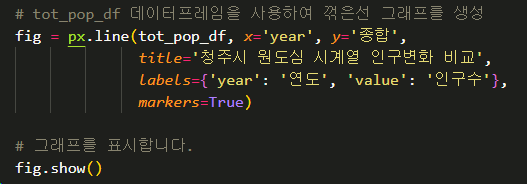 # tot_pop_df 데이터프레임을 사용하여 꺾은선 그래프를 생성
fig = px.line(tot_pop_df, x='year', y='종합',
title='청주시 원도심 시계열 인구변화 비교',
labels={'year': '연도', 'value': '인구수'},
markers=True)
# 그래프를 표시합니다.
fig.show()